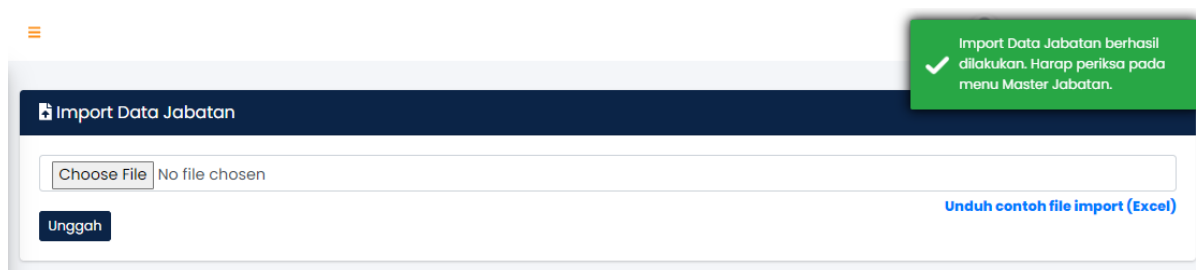 Import Data Jabatan berhasil
dilakukan. Harap periksa pada
menu Master Jabatan.
Import Data Jabatan
Choose File No file chosen
Unduh contoh file import (Excel)
Unggah